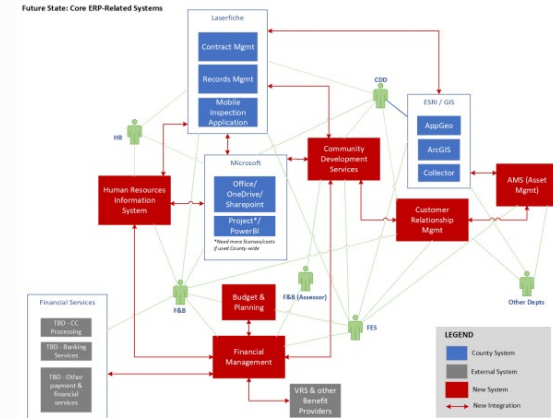 Future State: Core ERP-Related Systems
Laserfiche
Contract Mgmt
Records Mgmt
Mobile
Inspection
Application
CDD
ESRI / GIS
AppGeo
ArcGIS
Collector
HR
Microsoft
Office/
OneDrive/
Sharepoint
Project*/
PowerBI
*Need more licenses/costs
if used County-wide
Community
Development
Services
Human Resources
Information
System
AMS (Asset
Mgmt)
Customer
Relationship
Mgmt
Financial Services
TBD - CC
Processing
TBD - Banking
Services
TBD - Other
payment &
financial
services
F&B
Budget &
Planning
F&B (Assessor)
FES
Other Depts
Financial
Management
VRS & other
Benefit
Providers
LEGEND
County System
External System
New System
New Integration